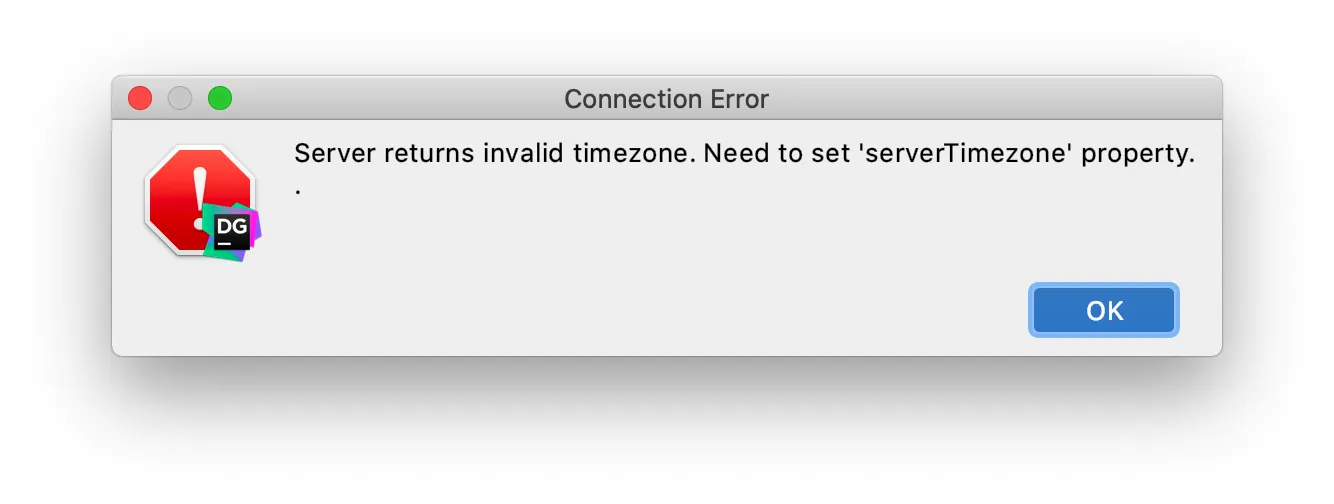 Connection Error
Server returns invalid timezone. Need to set 'serverTimezone' property.
.
DG
OK